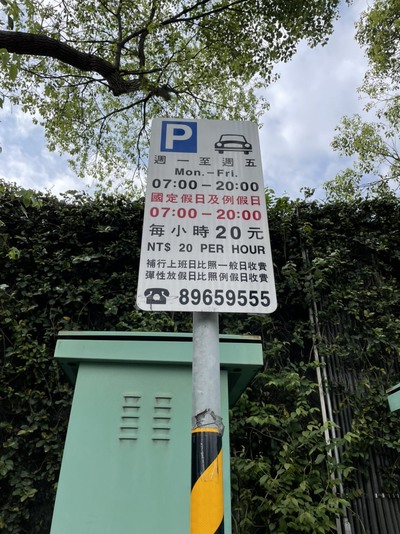 P
週一至週五
Mon.-Fri.
07:00-20:00
國定假日及例假日
07:00-20:00
每小時20元
NT$ 20 PER HOUR
補行上班日比照一般日收費
彈性放假日比照例假日收費
☎ 89659555